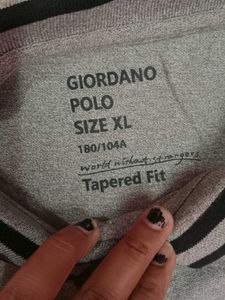 GIORDANO
POLO
SIZE XL
180/104A
world without strangers
Tapered Fit